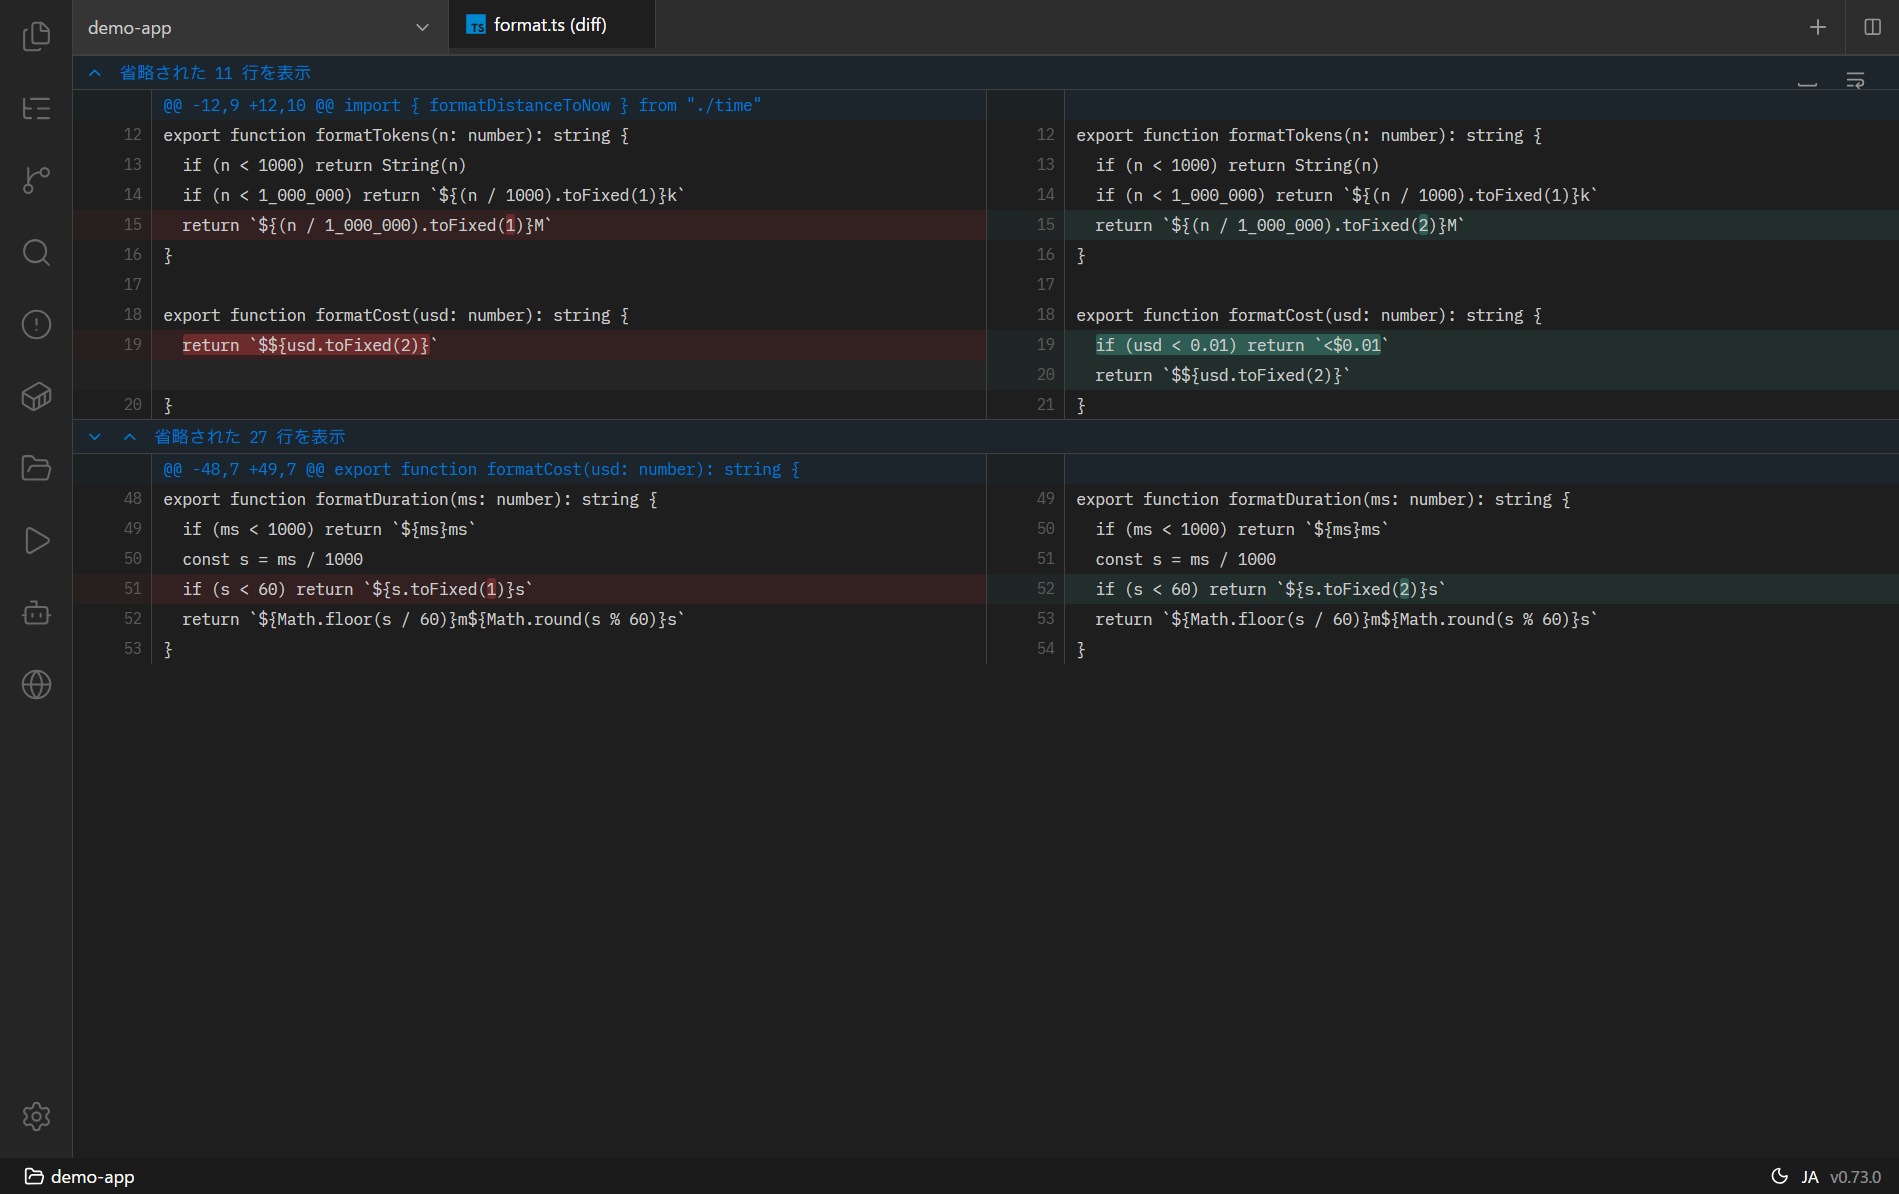 demo-app
TS format.ts (diff)
省略された 11 行を表示
@@ -12,9 +12,10 @@ import { formatDistanceToNow } from "./time"
12 export function formatTokens(n: number): string {
13   if (n < 1000) return String(n)
14   if (n < 1_000_000) return `${(n / 1000).toFixed(1)}k`
15   return `${(n / 1_000_000).toFixed(1)}M`
16 }
17
18 export function formatCost(usd: number): string {
19   return `$${usd.toFixed(2)}`
20 }
12 export function formatTokens(n: number): string {
13   if (n < 1000) return String(n)
14   if (n < 1_000_000) return `${(n / 1000).toFixed(1)}k`
15   return `${(n / 1_000_000).toFixed(2)}M`
16 }
17
18 export function formatCost(usd: number): string {
19   if (usd < 0.01) return `<$0.01`
20   return `$${usd.toFixed(2)}`
21 }
省略された 27 行を表示
@@ -48,7 +49,7 @@ export function formatCost(usd: number): string {
48 export function formatDuration(ms: number): string {
49   if (ms < 1000) return `${ms}ms`
50   const s = ms / 1000
51   if (s < 60) return `${s.toFixed(1)}s`
52   return `${Math.floor(s / 60)}m${Math.round(s % 60)}s`
53 }
49 export function formatDuration(ms: number): string {
50   if (ms < 1000) return `${ms}ms`
51   const s = ms / 1000
52   if (s < 60) return `${s.toFixed(2)}s`
53   return `${Math.floor(s / 60)}m${Math.round(s % 60)}s`
54 }
demo-app
JA v0.73.0